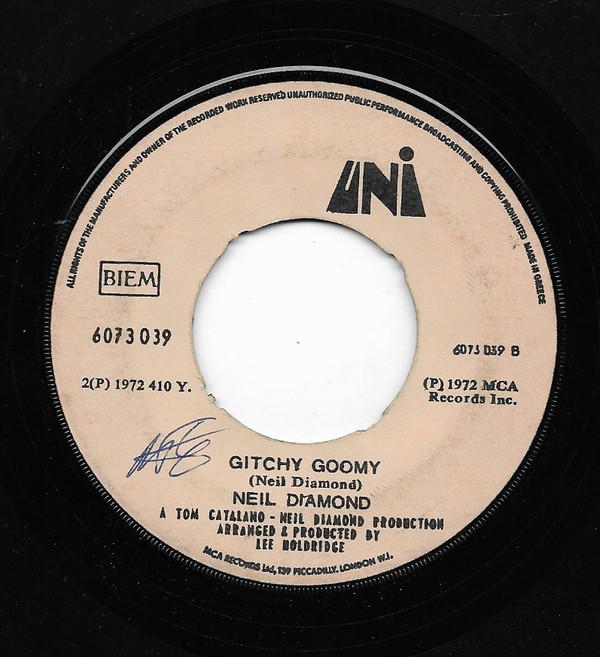 ALL RIGHTS OF THE MANUFACTURERS AND OWNER OF THE RECORDED WORK RESERVED UNAUTHORIZED PUBLIC PERFORMANCE BROADCASTING AND COPYING PROHIBITED MADE IN GREECE
UNi
BIEM
6073 039
6073 039 B
2(P) 1972 410 Y.
(P) 1972 MCA
Records Inc.
GITCHY GOOMY
(Neil Diamond)
NEIL DIAMOND
A TOM CATALANO - NEIL DIAMOND PRODUCTION
ARRANGED & PRODUCED BY
LEE HOLDRIDGE
MCA RECORDS Ltd, 139 PICCADILLY. LONDON W.I.